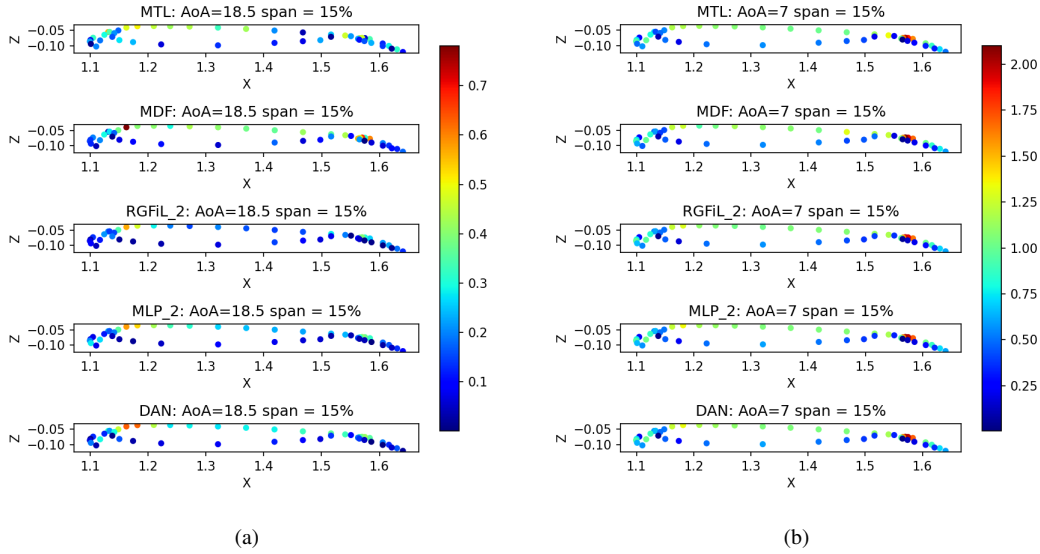 MTL: AoA=18.5 span = 15%
Z
−0.05
−0.10
1.1 1.2 1.3 1.4 1.5 1.6
X
MDF: AoA=18.5 span = 15%
Z
−0.05
−0.10
1.1 1.2 1.3 1.4 1.5 1.6
X
RGFiL_2: AoA=18.5 span = 15%
Z
−0.05
−0.10
1.1 1.2 1.3 1.4 1.5 1.6
X
MLP_2: AoA=18.5 span = 15%
Z
−0.05
−0.10
1.1 1.2 1.3 1.4 1.5 1.6
X
DAN: AoA=18.5 span = 15%
Z
−0.05
−0.10
1.1 1.2 1.3 1.4 1.5 1.6
X
0.7
0.6
0.5
0.4
0.3
0.2
0.1
(a)
MTL: AoA=7 span = 15%
Z
−0.05
−0.10
1.1 1.2 1.3 1.4 1.5 1.6
X
MDF: AoA=7 span = 15%
Z
−0.05
−0.10
1.1 1.2 1.3 1.4 1.5 1.6
X
RGFiL_2: AoA=7 span = 15%
Z
−0.05
−0.10
1.1 1.2 1.3 1.4 1.5 1.6
X
MLP_2: AoA=7 span = 15%
Z
−0.05
−0.10
1.1 1.2 1.3 1.4 1.5 1.6
X
DAN: AoA=7 span = 15%
Z
−0.05
−0.10
1.1 1.2 1.3 1.4 1.5 1.6
X
2.00
1.75
1.50
1.25
1.00
0.75
0.50
0.25
(b)